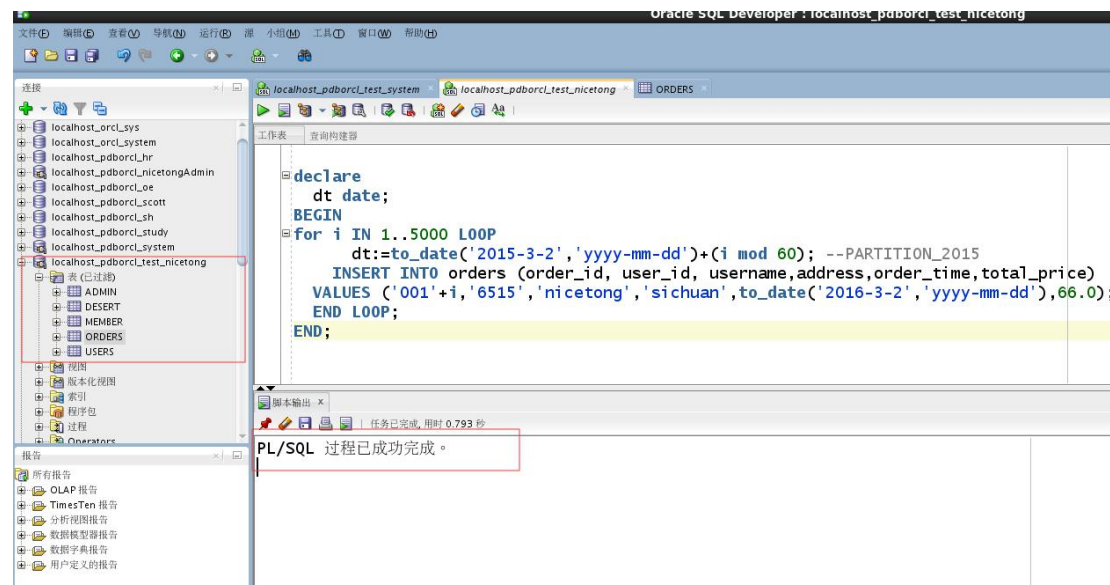 Oracle SQL Developer : localhost_pdborcl_test_nicetong
文件(F) 编辑(E) 查看(V) 导航(N) 运行(R) 源 小组(M) 工具(T) 窗口(W) 帮助(H)
连接
localhost_pdborcl_test_system
localhost_pdborcl_test_nicetong
ORDERS
localhost_orcl_sys
localhost_orcl_system
localhost_pdborcl_hr
localhost_pdborcl_nicetongAdmin
localhost_pdborcl_oe
localhost_pdborcl_scott
localhost_pdborcl_sh
localhost_pdborcl_study
localhost_pdborcl_system
localhost_pdborcl_test_nicetong
表 (已过滤)
ADMIN
DESERT
MEMBER
ORDERS
USERS
视图
版本化视图
索引
程序包
过程
Operators
工作表 查询构建器
declare
dt date;
BEGIN
for i IN 1..5000 LOOP
dt:=to_date('2015-3-2','yyyy-mm-dd')+(i mod 60); --PARTITION_2015
INSERT INTO orders (order_id, user_id, username,address,order_time,total_price)
VALUES ('001'+i,'6515','nicetong','sichuan',to_date('2016-3-2','yyyy-mm-dd'),66.0);
END LOOP;
END;
脚本输出 x
任务已完成, 用时 0.793 秒
PL/SQL 过程已成功完成。
报告
所有报告
OLAP 报告
TimesTen 报告
分析视图报告
数据模型器报告
数据字典报告
用户定义的报告